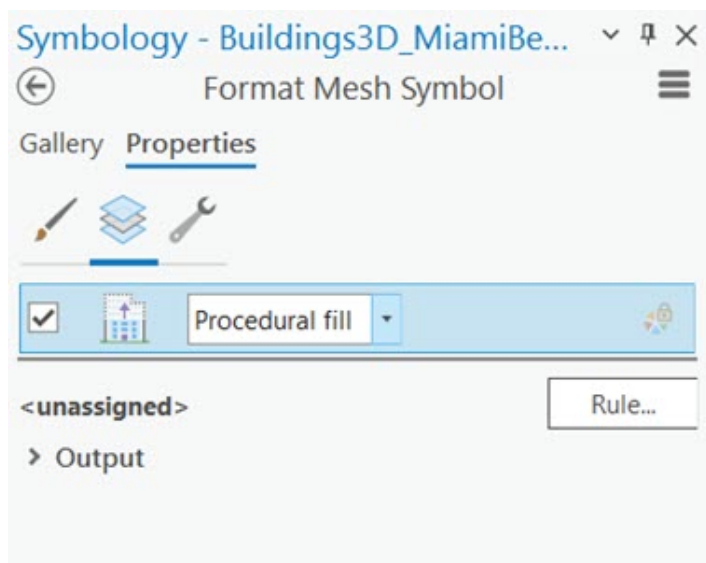 Symbology - Buildings3D_MiamiBe...
Format Mesh Symbol
Gallery Properties
Procedural fill
<unassigned> Rule...
Output